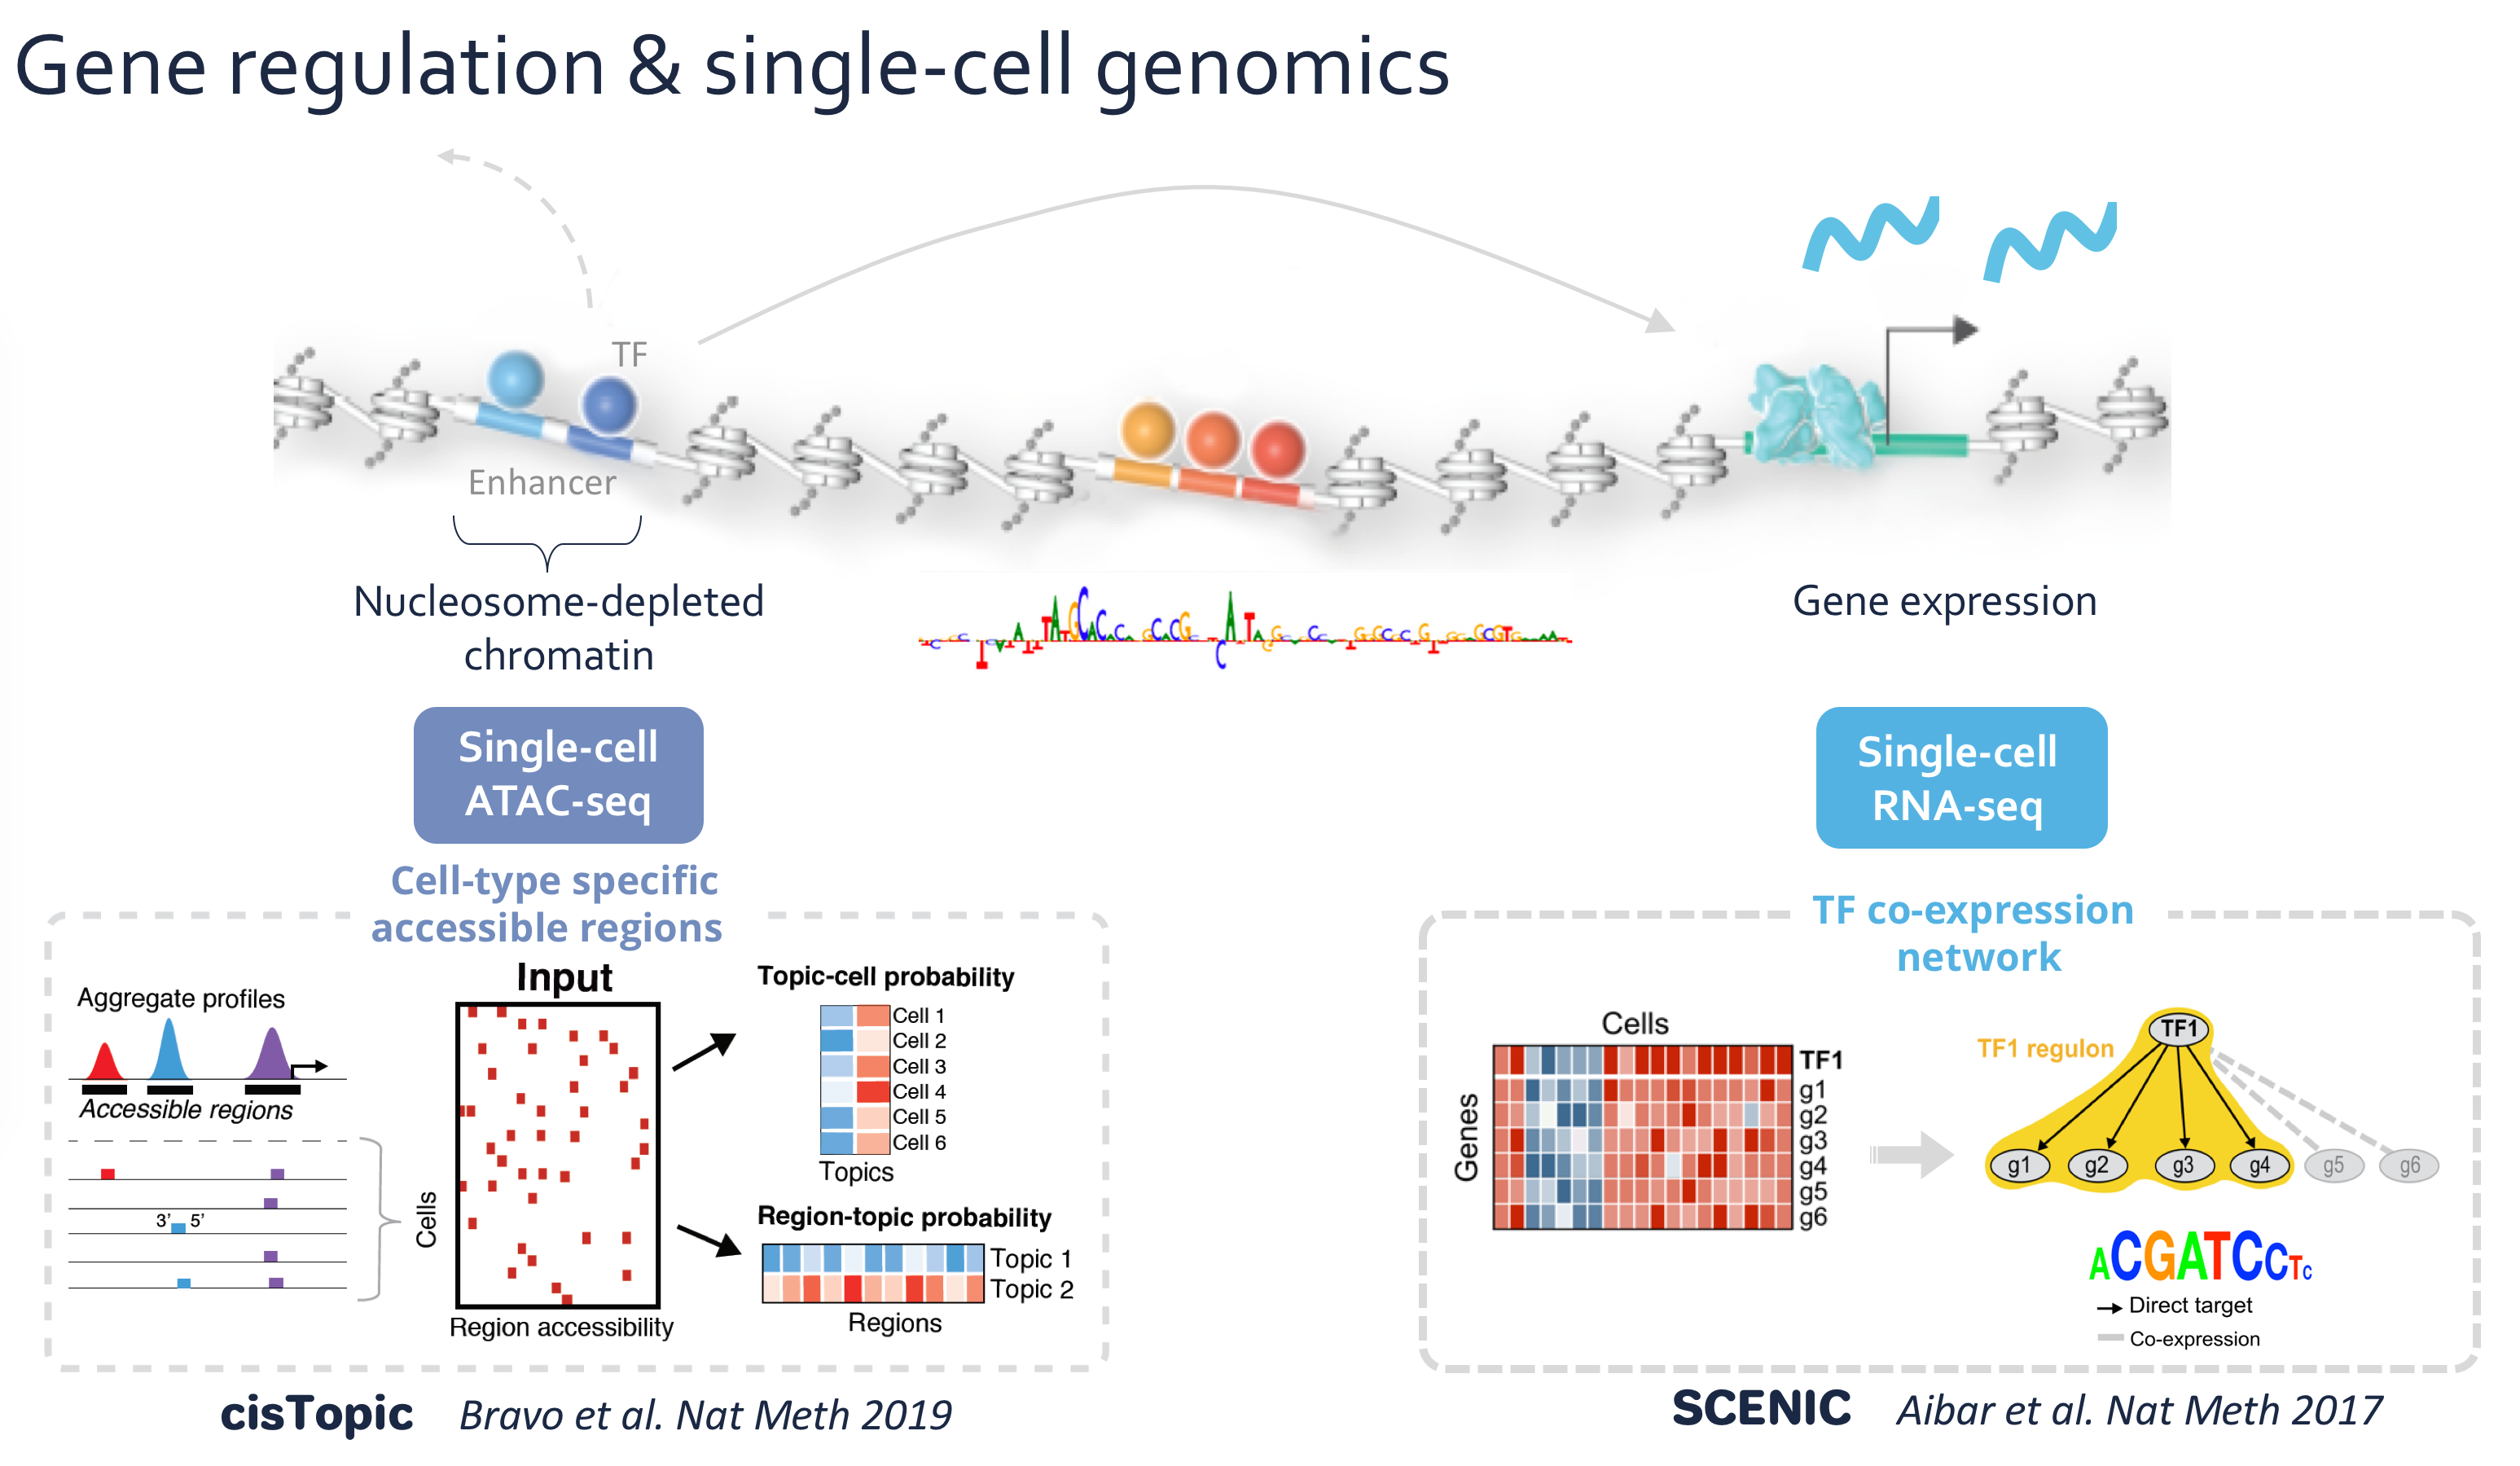 Gene regulation & single-cell genomics
TF
Enhancer
Nucleosome-depleted
chromatin
Gene expression
Single-cell
ATAC-seq
Single-cell
RNA-seq
Cell-type specific
accessible regions
TF co-expression
network
Aggregate profiles
Accessible regions
3’ 5’
Cells
Input
Region accessibility
Topic-cell probability
Cell 1
Cell 2
Cell 3
Cell 4
Cell 5
Cell 6
Topics
Region-topic probability
Topic 1
Topic 2
Regions
Cells
Genes
TF1
g1
g2
g3
g4
g5
g6
TF1 regulon
TF1
g1 g2 g3 g4 g5 g6
ACGATCCTC
Direct target
Co-expression
cisTopic Bravo et al. Nat Meth 2019
SCENIC Aibar et al. Nat Meth 2017